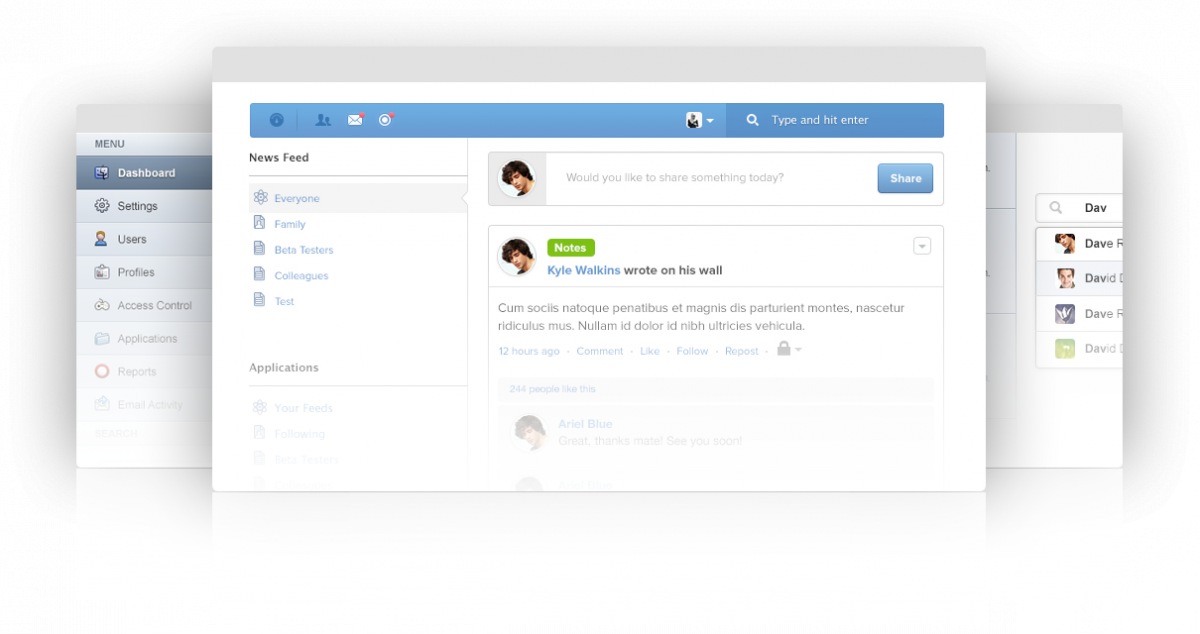 MENU
Dashboard
Settings
Users
Profiles
Access Control
Applications
Reports
Email Activity
SEARCH
Type and hit enter
News Feed
Everyone
Family
Beta Testers
Colleagues
Test
Applications
Your Feeds
Following
Beta Testers
Would you like to share something today?
Share
Notes
Kyle Walkins wrote on his wall
Cum sociis natoque penatibus et magnis dis parturient montes, nascetur
ridiculus mus. Nullam id dolor id nibh ultricies vehicula.
12 hours ago · Comment · Like · Follow · Repost ·
244 people like this
Ariel Blue
Great, thanks mate! See you soon!
Ariel Blue
Dav
Dave R
David D
Dave R
David D